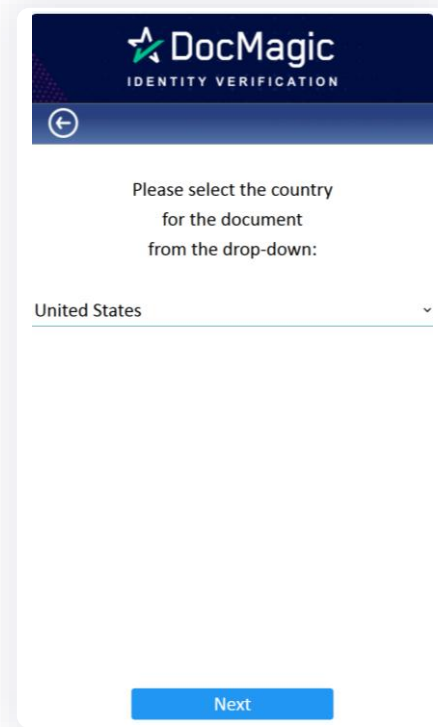 DocMagic
IDENTITY VERIFICATION
Please select the country
for the document
from the drop-down:
United States
Next